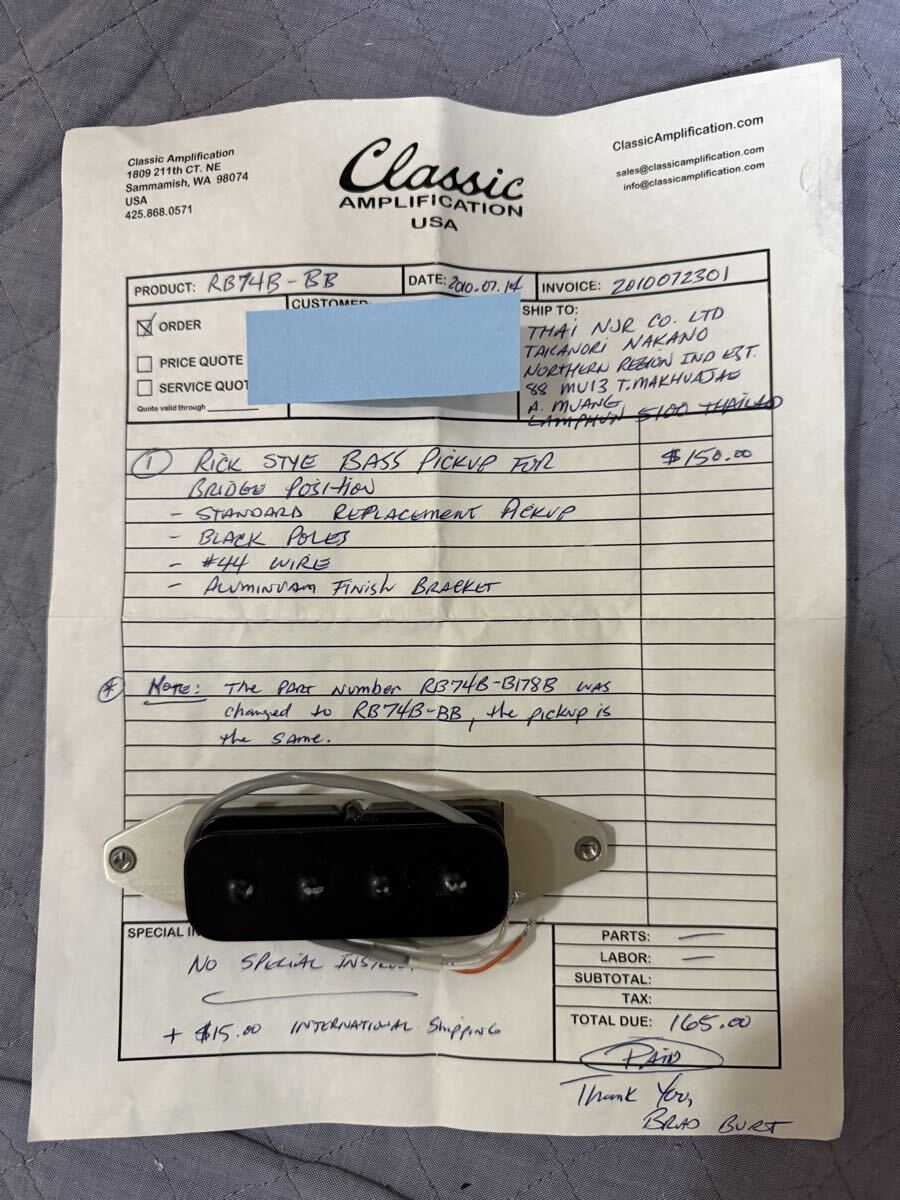 Classic Amplification
1809 211th CT. NE
Sammamish, WA 98074
USA
425.868.0571
Classic
AMPLIFICATION
USA
ClassicAmplification.com
sales@classicamplification.com
info@classicamplification.com
PRODUCT: RB74B-BB
DATE: 2010.07.14
INVOICE: 2010072301
ORDER
PRICE QUOTE
SERVICE QUOT
Quote valid through
CUSTOMER:
SHIP TO:
THAI NJR CO. LTD
TAKANORI NAKANO
NORTHERN REGION IND EST.
88 MU13 T. MAKHUAJAE
A. MUANG
LAMPHUN 5100 THAILAD
1 RICK STYE BASS PICKUP FOR $150.00
BRIDGE POSITION
- STANDARD REPLACEMENT PICKUP
- BLACK POLES
- #44 WIRE
- ALUMINUAM FINISH BRACKET
* NOTE: The PART Number RB74B-B178B was
changed to RB74B-BB, the pickup is
the same.
SPECIAL IN
NO SPECIAL INSTRUC
+ $15.00 INTERNATIONAL Shipping
PARTS: —
LABOR: —
SUBTOTAL:
TAX:
TOTAL DUE: 165.00
PAID
Thank You,
BRAD BURT